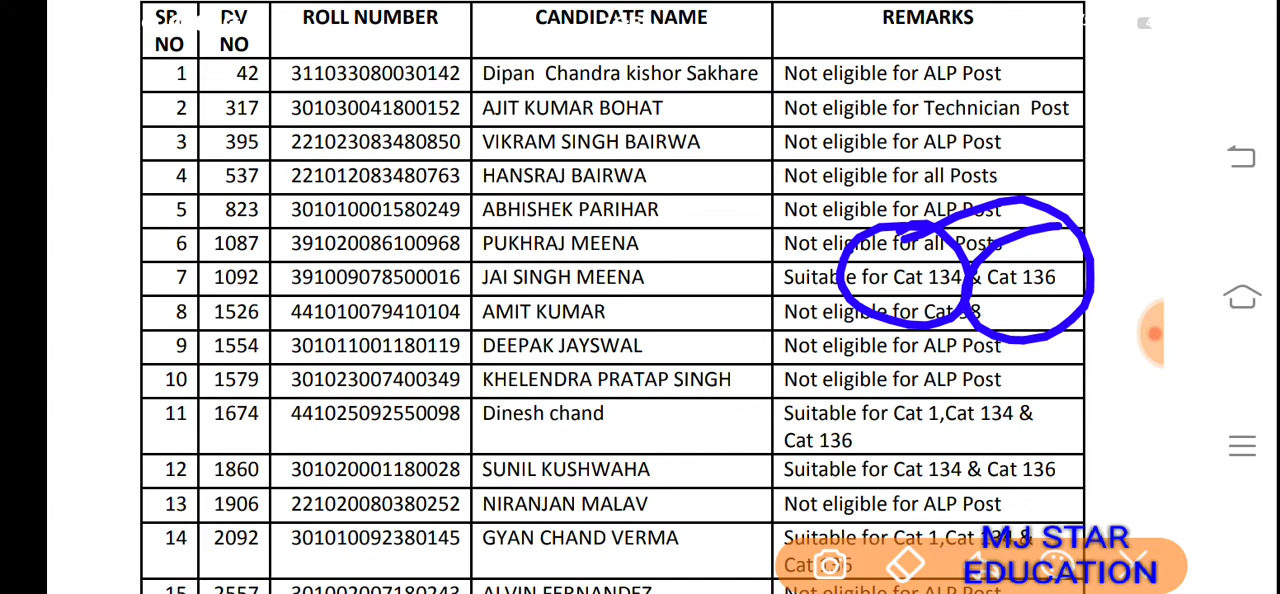 SR. DV ROLL NUMBER CANDIDATE NAME REMARKS
NO NO
1 42 311033080030142 Dipan Chandra kishor Sakhare Not eligible for ALP Post
2 317 301030041800152 AJIT KUMAR BOHAT Not eligible for Technician Post
3 395 221023083480850 VIKRAM SINGH BAIRWA Not eligible for ALP Post
4 537 221012083480763 HANSRAJ BAIRWA Not eligible for all Posts
5 823 301010001580249 ABHISHEK PARIHAR Not eligible for ALP Post
6 1087 391020086100968 PUKHRAJ MEENA Not eligible for all Posts
7 1092 391009078500016 JAI SINGH MEENA Suitable for Cat 134 & Cat 136
8 1526 441010079410104 AMIT KUMAR Not eligible for Cat
9 1554 301011001180119 DEEPAK JAYSWAL Not eligible for ALP Post
10 1579 301023007400349 KHELENDRA PRATAP SINGH Not eligible for ALP Post
11 1674 441025092550098 Dinesh chand Suitable for Cat 1,Cat 134 &
Cat 136
12 1860 301020001180028 SUNIL KUSHWAHA Suitable for Cat 134 & Cat 136
13 1906 221020080380252 NIRANJAN MALAV Not eligible for ALP Post
14 2092 301010092380145 GYAN CHAND VERMA Suitable for Cat 1,Cat &
Cat
15 2557 301002007180243 ALVIN FERNANDEZ Not eligible for ALP Post
MJ STAR
EDUCATION